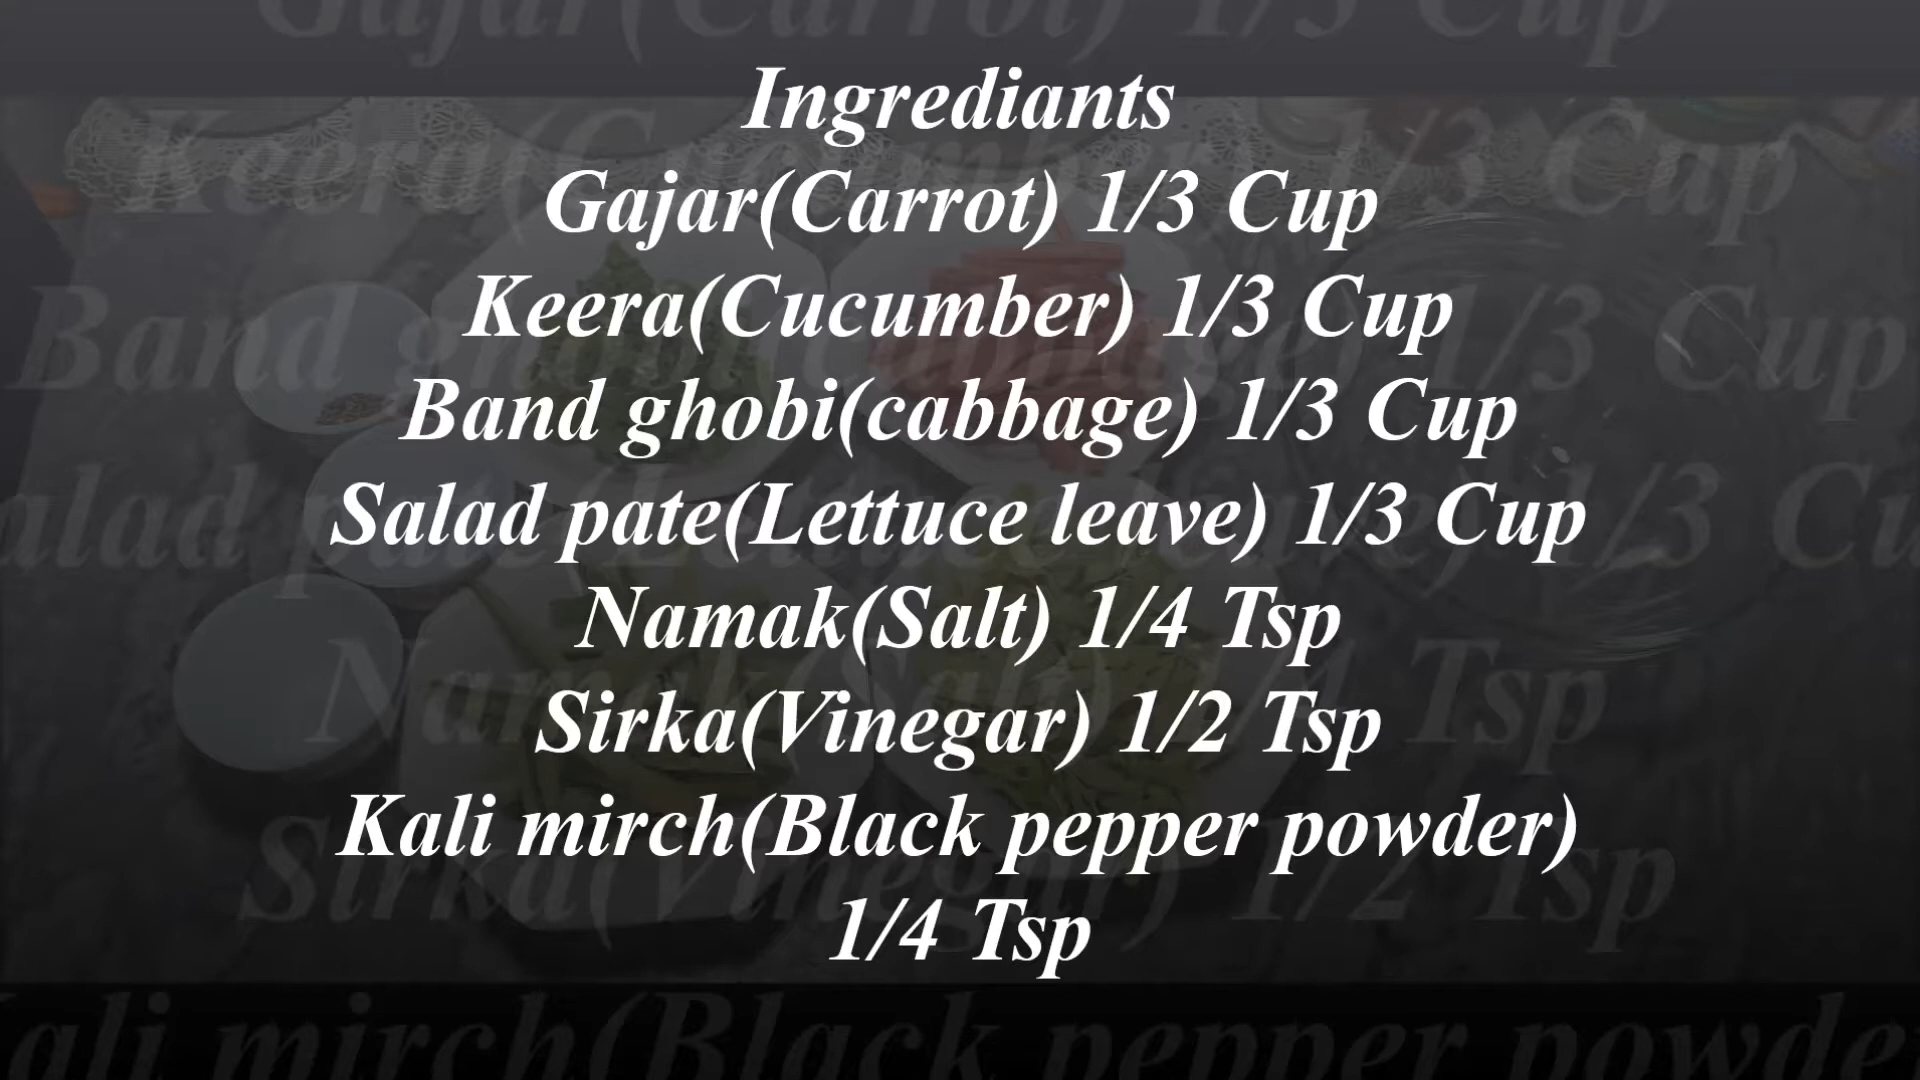 Ingrediants
Gajar(Carrot) 1/3 Cup
Keera(Cucumber) 1/3 Cup
Band ghobi(cabbage) 1/3 Cup
Salad pate(Lettuce leave) 1/3 Cup
Namak(Salt) 1/4 Tsp
Sirka(Vinegar) 1/2 Tsp
Kali mirch(Black pepper powder)
1/4 Tsp